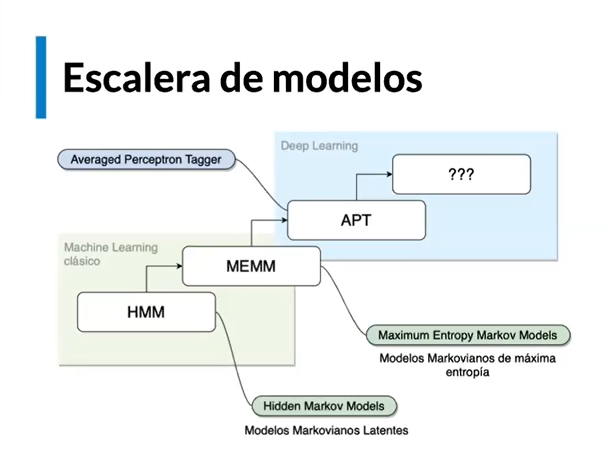 Escalera de modelos
Deep Learning
Averaged Perceptron Tagger
???
APT
Machine Learning
clásico
MEMM
HMM
Maximum Entropy Markov Models
Modelos Markovianos de máxima
entropía
Hidden Markov Models
Modelos Markovianos Latentes